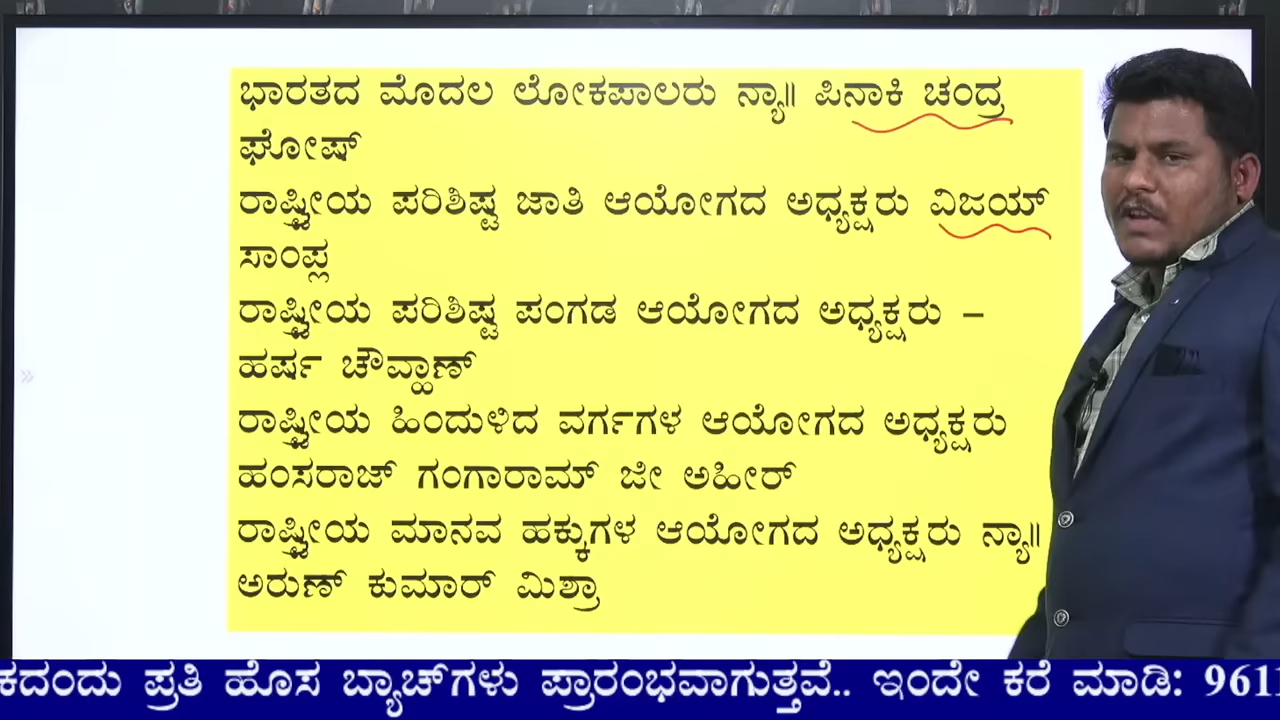 ಭಾರತದ ಮೊದಲ ಲೋಕಪಾಲರು ನ್ಯಾ॥ ಪಿನಾಕಿ ಚಂದ್ರ
ಘೋಷ್
ರಾಷ್ಟ್ರೀಯ ಪರಿಶಿಷ್ಟ ಜಾತಿ ಆಯೋಗದ ಅಧ್ಯಕ್ಷರು ವಿಜಯ್
ಸಾಂಪ್ಲ
ರಾಷ್ಟ್ರೀಯ ಪರಿಶಿಷ್ಟ ಪಂಗಡ ಆಯೋಗದ ಅಧ್ಯಕ್ಷರು –
ಹರ್ಷ ಚೌವ್ಹಾಣ್
ರಾಷ್ಟ್ರೀಯ ಹಿಂದುಳಿದ ವರ್ಗಗಳ ಆಯೋಗದ ಅಧ್ಯಕ್ಷರು
ಹಂಸರಾಜ್ ಗಂಗಾರಾಮ್ ಜೀ ಅಹೀರ್
ರಾಷ್ಟ್ರೀಯ ಮಾನವ ಹಕ್ಕುಗಳ ಆಯೋಗದ ಅಧ್ಯಕ್ಷರು ನ್ಯಾ॥
ಅರುಣ್ ಕುಮಾರ್ ಮಿಶ್ರಾ
ಕದಂದು ಪ್ರತಿ ಹೊಸ ಬ್ಯಾಚ್‌ಗಳು ಪ್ರಾರಂಭವಾಗುತ್ತವೆ.. ಇಂದೇ ಕರೆ ಮಾಡಿ: 961